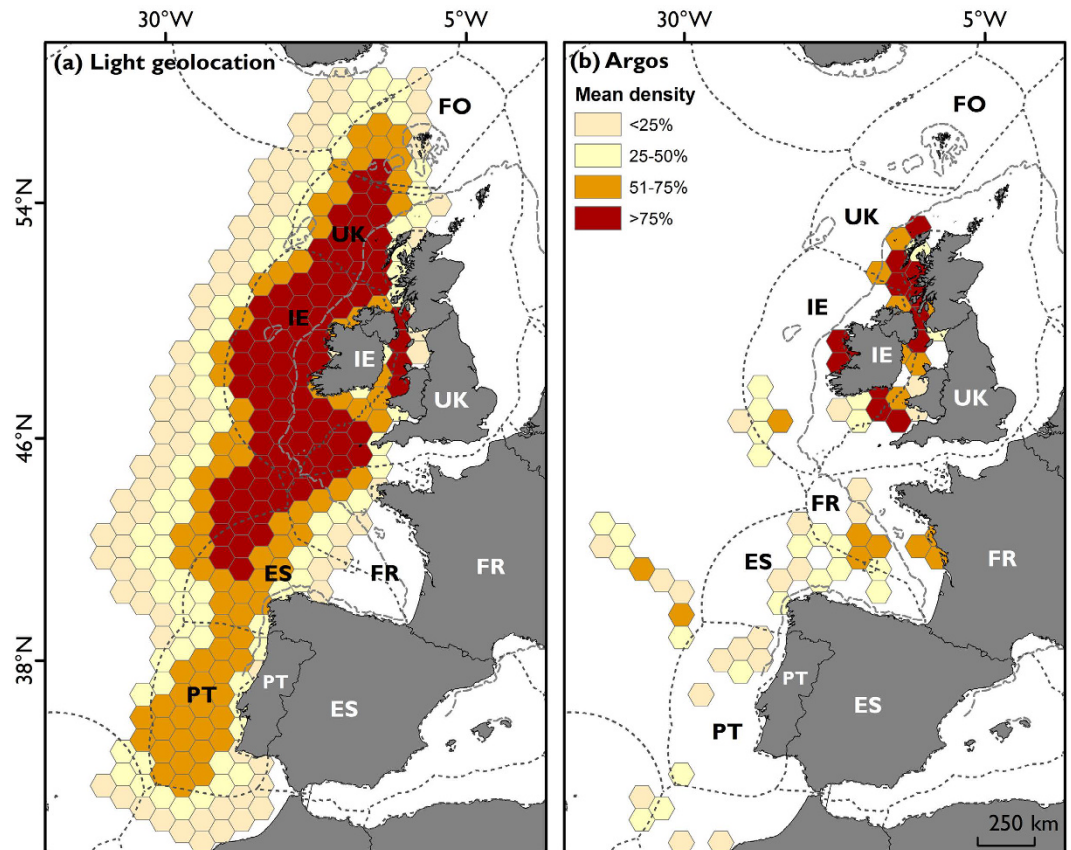 30°W 5°W 30°W 5°W
(a) Light geolocation
(b) Argos
Mean density
<25%
25-50%
51-75%
>75%
54°N
46°N
38°N
UK
IE
IE
UK
ES
FR
FR
PT
PT
ES
FO
UK
IE
IE
UK
FR
ES
FR
PT
PT
ES
250 km